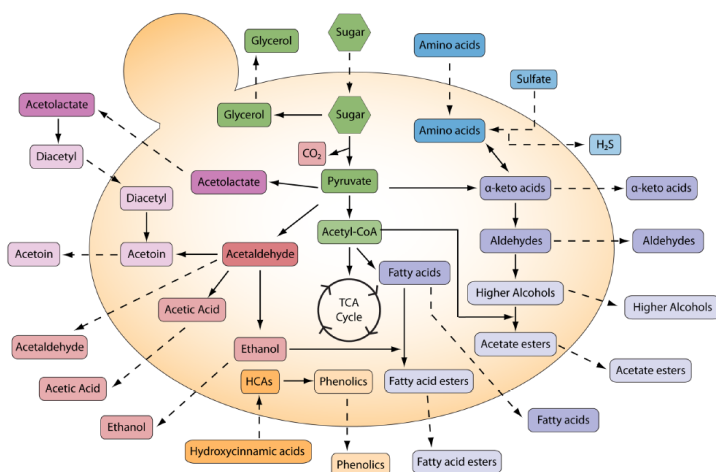 Sugar
Glycerol
Amino acids
Sulfate
Acetolactate
Glycerol
Sugar
Amino acids
H₂S
Diacetyl
CO₂
Acetolactate
Pyruvate
α-keto acids
α-keto acids
Diacetyl
Acetyl-CoA
Aldehydes
Aldehydes
Acetoin
Acetoin
Acetaldehyde
Fatty acids
Higher Alcohols
Higher Alcohols
Acetic Acid
TCA
Cycle
Acetaldehyde
Ethanol
Acetate esters
Acetate esters
Acetic Acid
HCAs
Phenolics
Fatty acid esters
Ethanol
Fatty acids
Hydroxycinnamic acids
Phenolics
Fatty acid esters